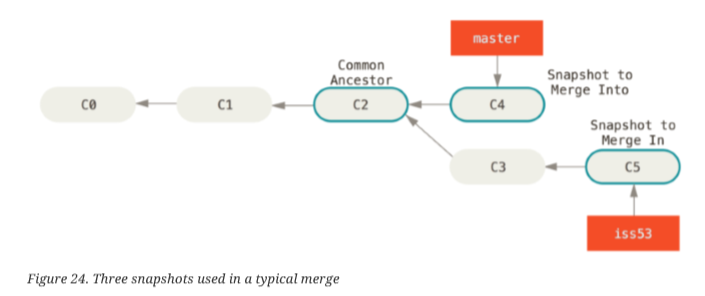 master
Common
Ancestor
Snapshot to
Merge Into
C0
C1
C2
C4
Snapshot to
Merge In
C3
C5
iss53
Figure 24. Three snapshots used in a typical merge